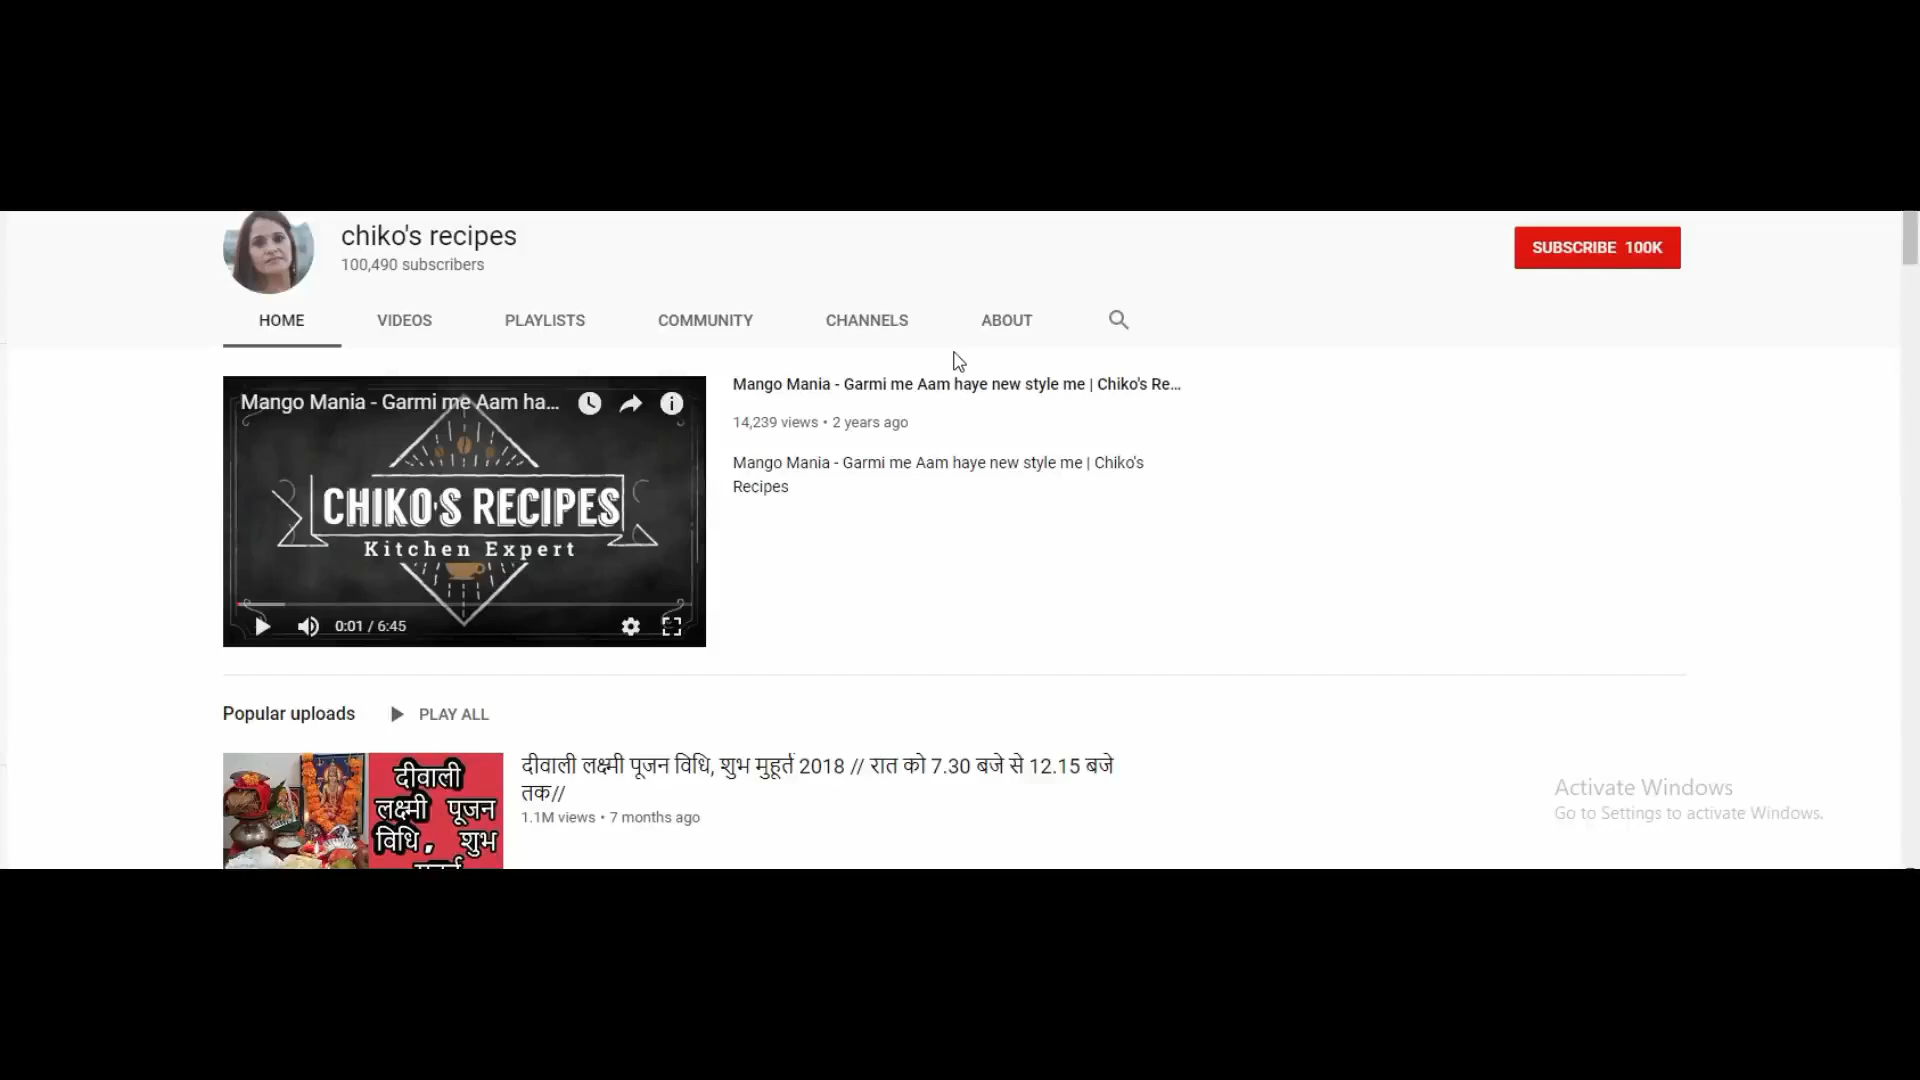 chiko's recipes
100,490 subscribers
SUBSCRIBE 100K
HOME VIDEOS PLAYLISTS COMMUNITY CHANNELS ABOUT
Mango Mania - Garmi me Aam ha...
CHIKO'S RECIPES
Kitchen Expert
0:01 / 6:45
Mango Mania - Garmi me Aam haye new style me | Chiko's Re...
14,239 views • 2 years ago
Mango Mania - Garmi me Aam haye new style me | Chiko's
Recipes
Popular uploads PLAY ALL
दीवाली
लक्ष्मी पूजन
विधि, शुभ
दीवाली लक्ष्मी पूजन विधि, शुभ मुहूर्त 2018 // रात को 7.30 बजे से 12.15 बजे
तक//
1.1M views • 7 months ago
Activate Windows
Go to Settings to activate Windows.